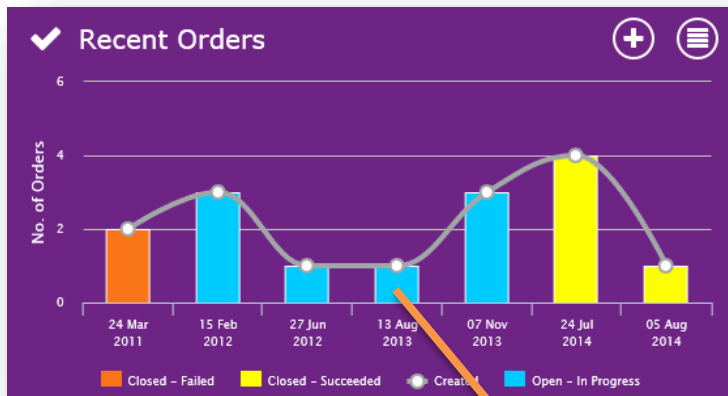 Recent Orders
6
4
2
0
No. of Orders
24 Mar 2011
15 Feb 2012
27 Jun 2012
13 Aug 2013
07 Nov 2013
24 Jul 2014
05 Aug 2014
Closed – Failed
Closed – Succeeded
Created
Open – In Progress